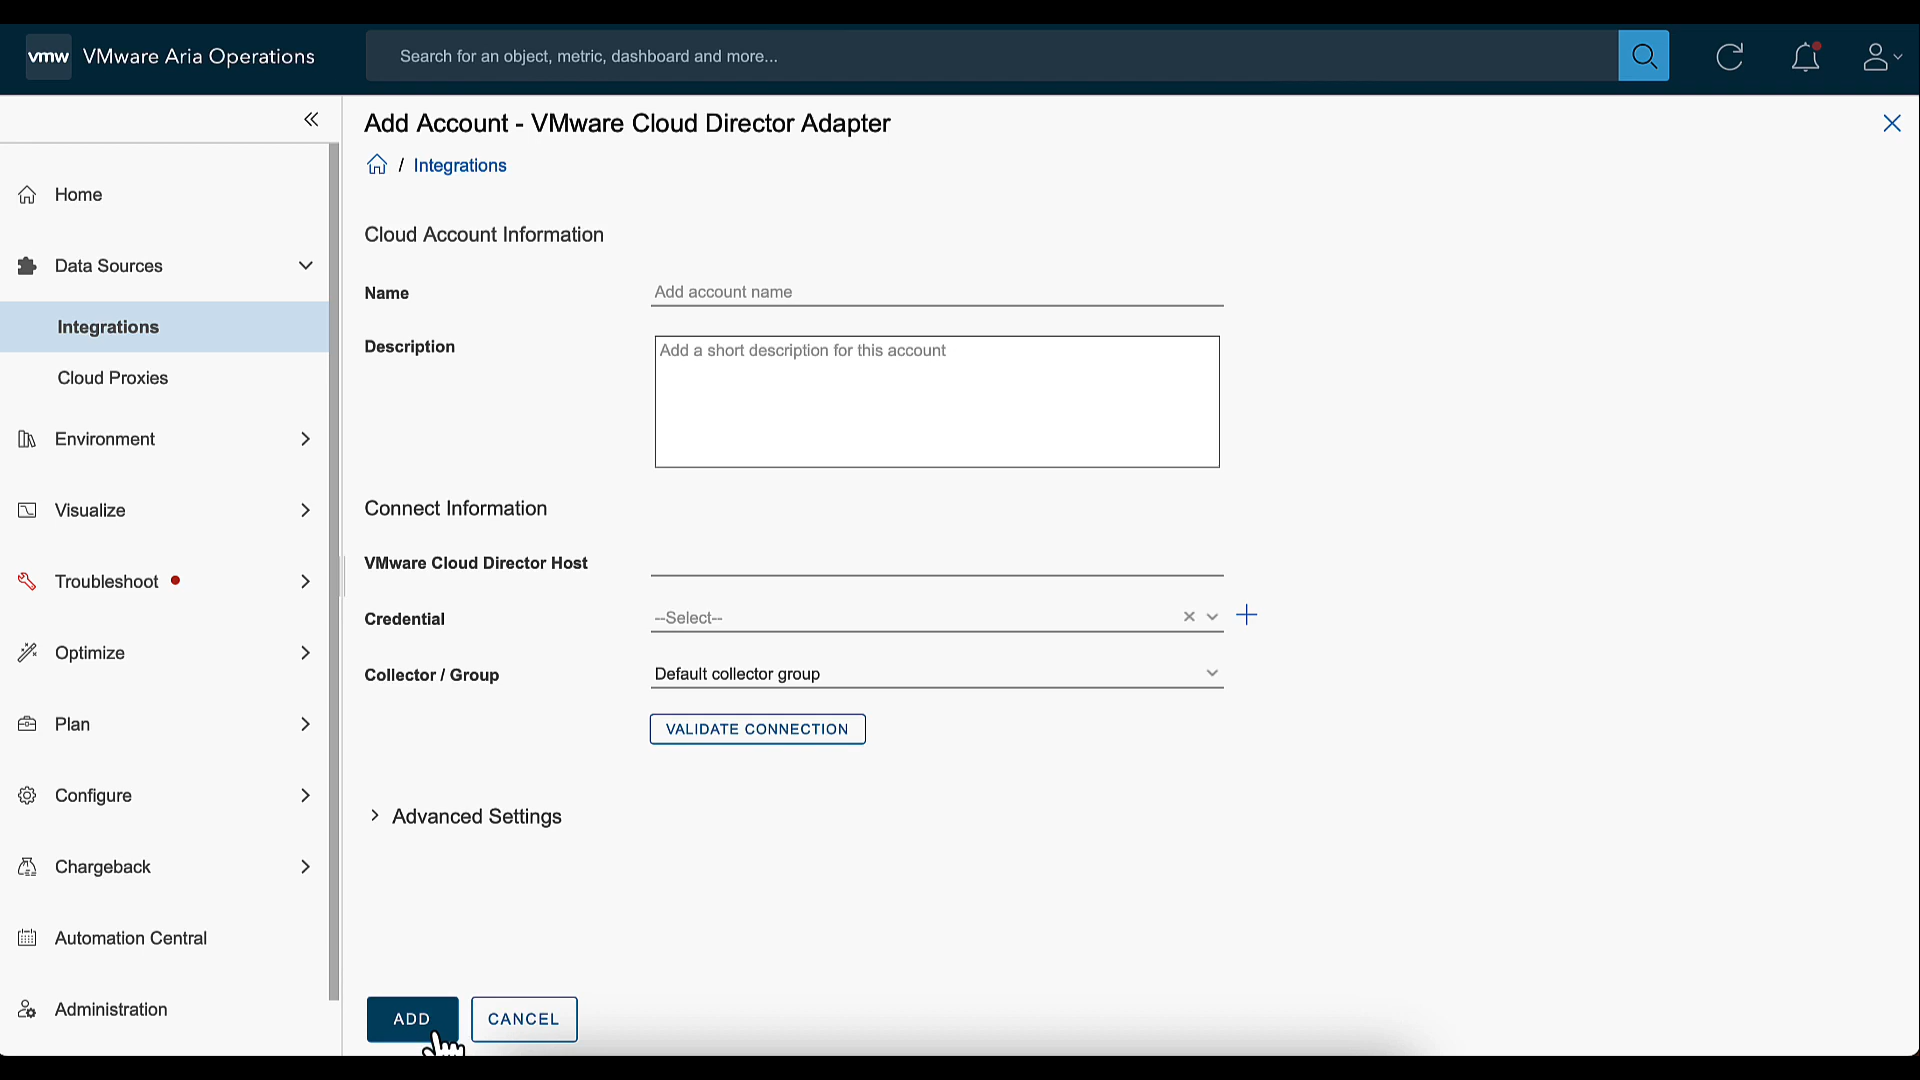 vmw VMware Aria Operations
Search for an object, metric, dashboard and more...
Add Account - VMware Cloud Director Adapter
/ Integrations
Home
Data Sources
Integrations
Cloud Proxies
Environment
Visualize
Troubleshoot
Optimize
Plan
Configure
Chargeback
Automation Central
Administration
Cloud Account Information
Name Add account name
Description Add a short description for this account
Connect Information
VMware Cloud Director Host
Credential --Select--
Collector / Group Default collector group
VALIDATE CONNECTION
Advanced Settings
ADD CANCEL